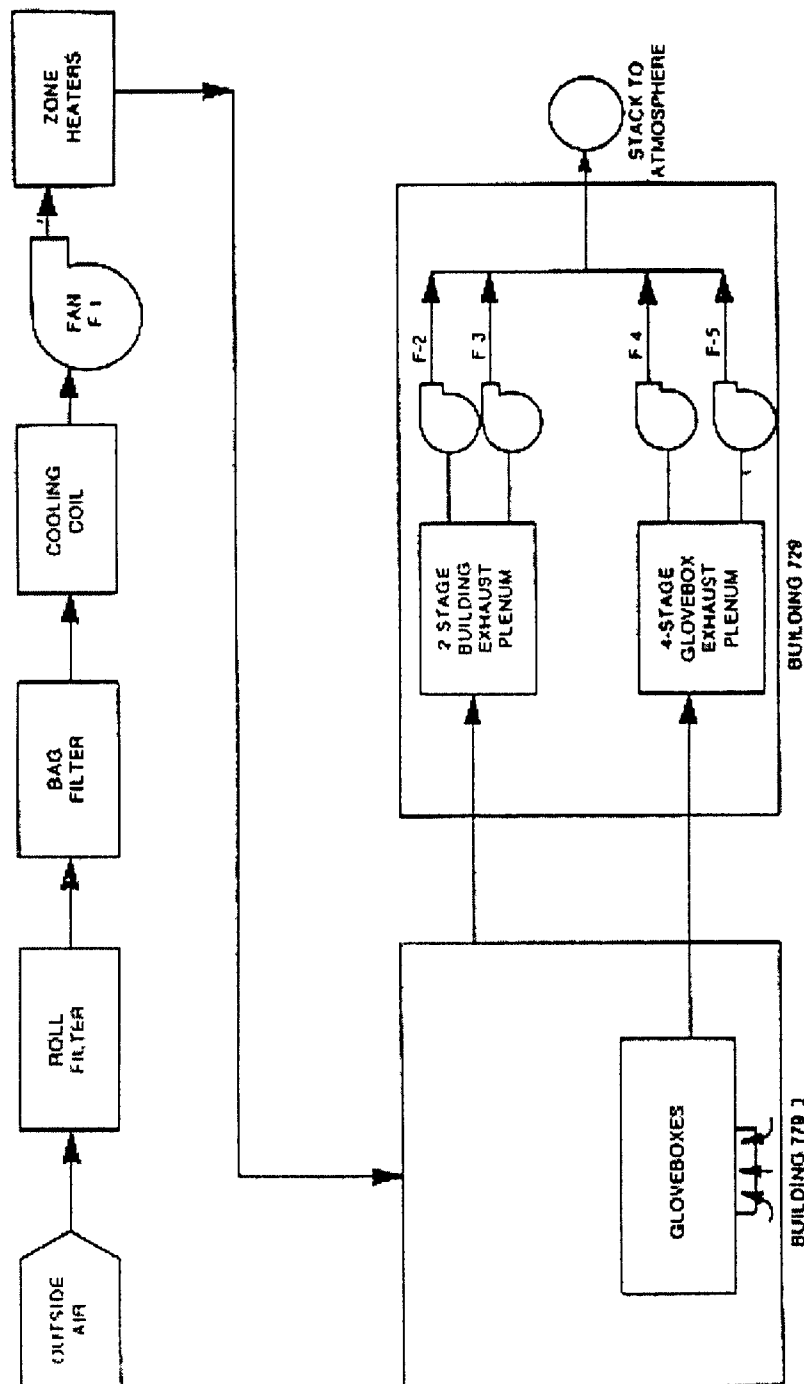 OUTSIDE
AIR
ROLL
FILTER
BAG
FILTER
COOLING
COIL
FAN
F 1
ZONE
HEATERS
2 STAGE
BUILDING
EXHAUST
PLENUM
F-2
F 3
STACK TO
ATMOSPHERE
GLOVEBOXES
4-STAGE
GLOVEBOX
EXHAUST
PLENUM
F 4
F-5
BUILDING 779
BUILDING 729